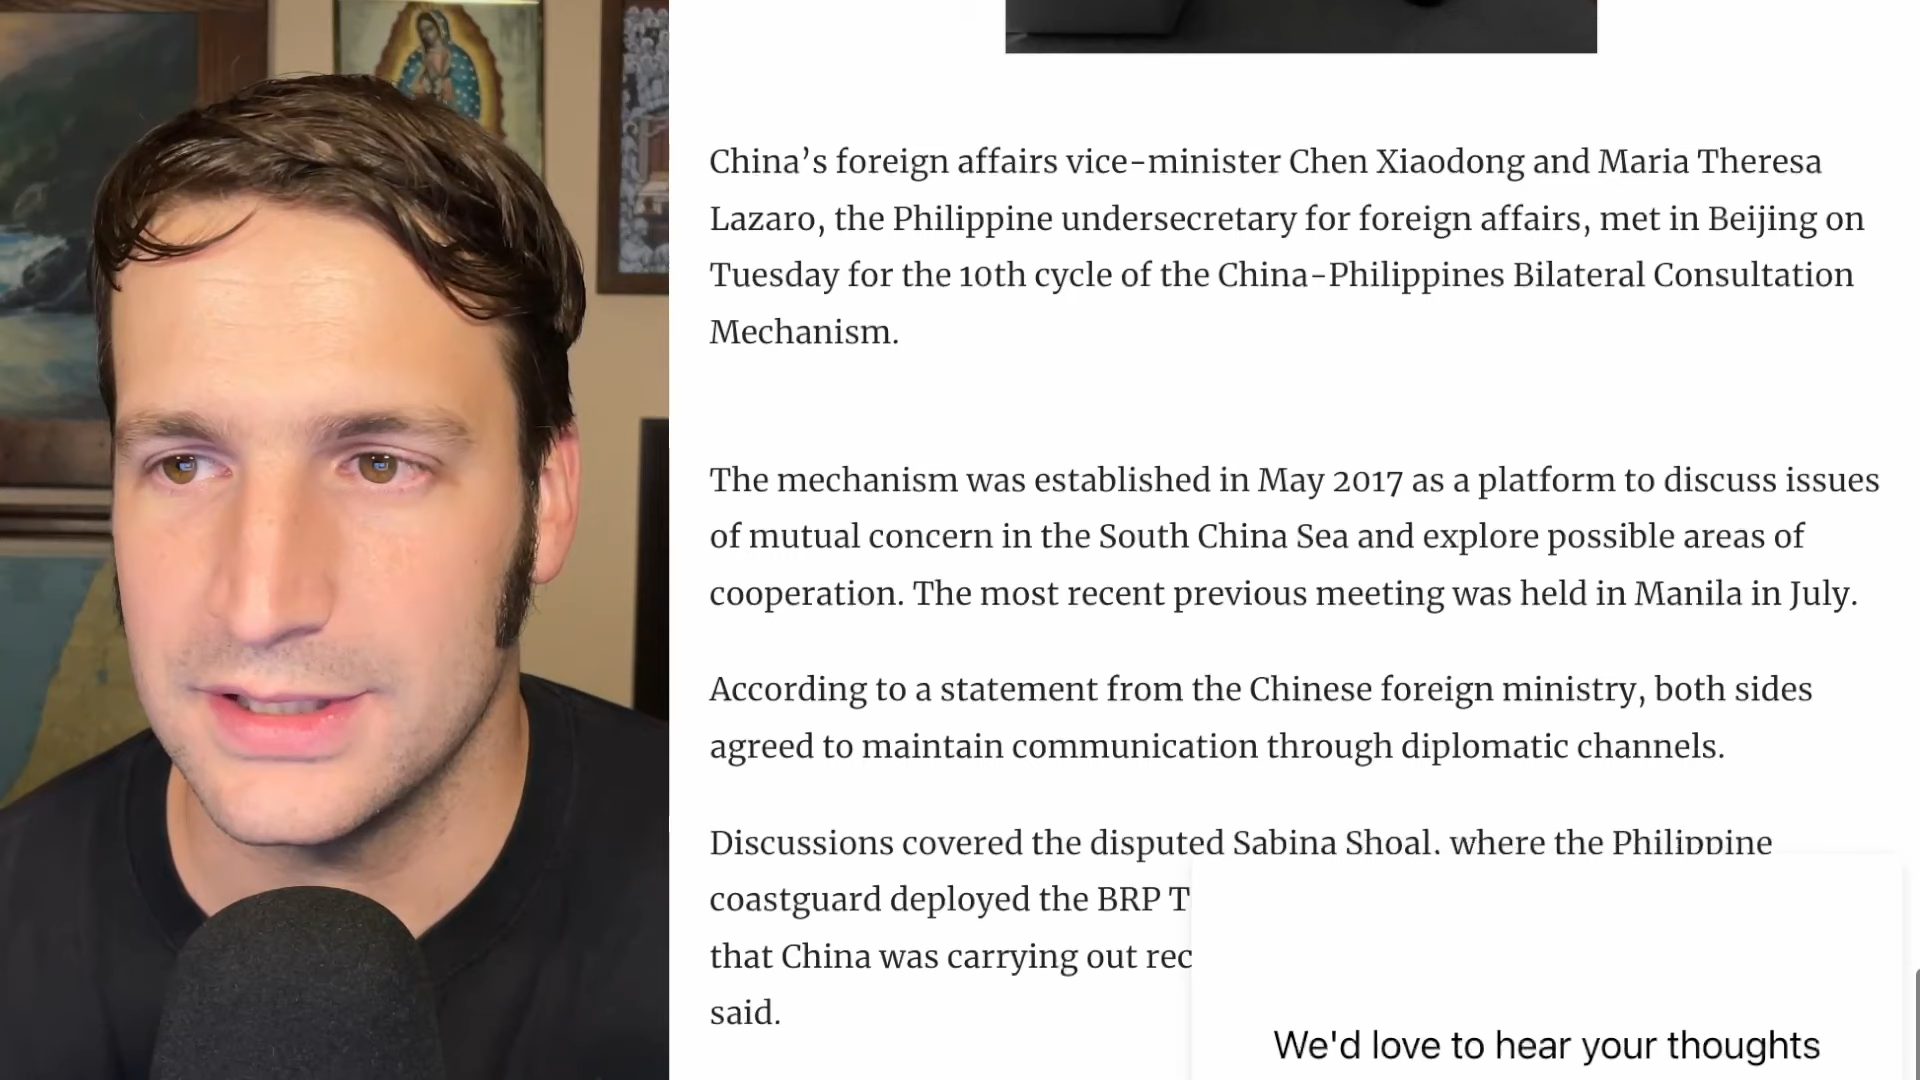 China’s foreign affairs vice-minister Chen Xiaodong and Maria Theresa
Lazaro, the Philippine undersecretary for foreign affairs, met in Beijing on
Tuesday for the 10th cycle of the China-Philippines Bilateral Consultation
Mechanism.
The mechanism was established in May 2017 as a platform to discuss issues
of mutual concern in the South China Sea and explore possible areas of
cooperation. The most recent previous meeting was held in Manila in July.
According to a statement from the Chinese foreign ministry, both sides
agreed to maintain communication through diplomatic channels.
Discussions covered the disputed Sabina Shoal, where the Philippine
coastguard deployed the BRP T
that China was carrying out rec
said.
We'd love to hear your thoughts